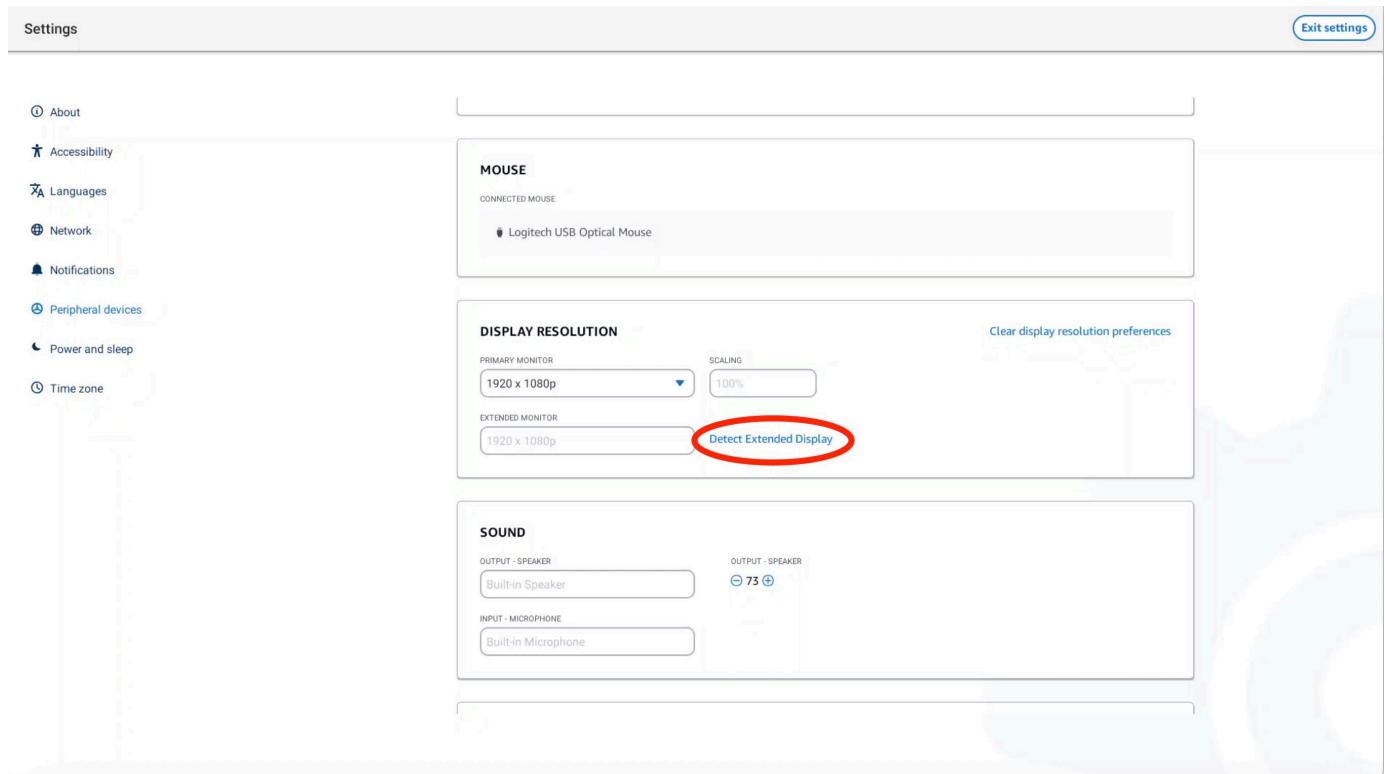 Settings
Exit settings
About
Accessibility
Languages
Network
Notifications
Peripheral devices
Power and sleep
Time zone
MOUSE
CONNECTED MOUSE
Logitech USB Optical Mouse
DISPLAY RESOLUTION
Clear display resolution preferences
PRIMARY MONITOR
SCALING
1920 x 1080p
100%
EXTENDED MONITOR
1920 x 1080p
Detect Extended Display
SOUND
OUTPUT - SPEAKER
OUTPUT - SPEAKER
Built-in Speaker
73
INPUT - MICROPHONE
Built-in Microphone